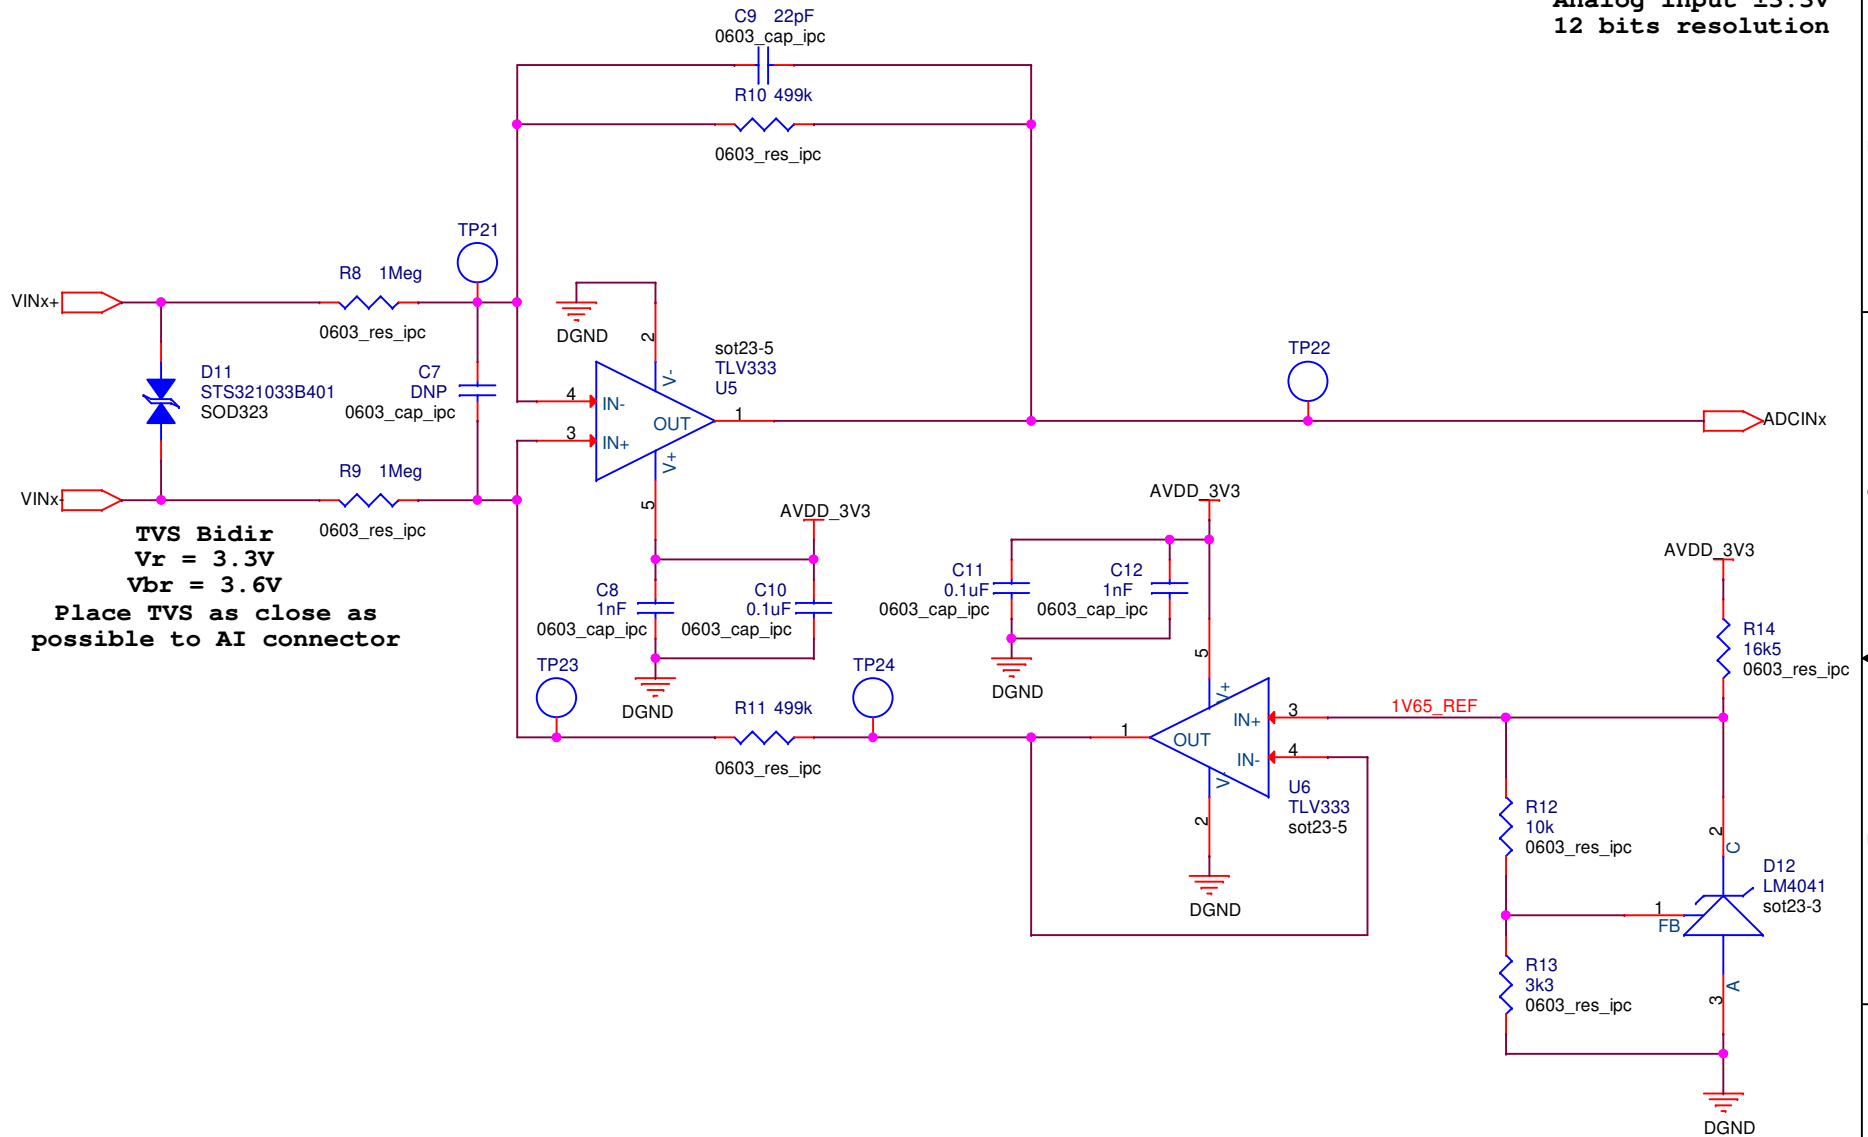 Analog Input ±3.3V
12 bits resolution
C9 22pF
0603_cap_ipc
R10 499k
0603_res_ipc
TP21
R8 1Meg
VINx+
0603_res_ipc
DGND
2
V-
sot23-5
TLV333
U5
TP22
D11
STS321033B401
SOD323
C7
DNP
0603_cap_ipc
4
IN-
OUT
1
3
IN+
V+
5
ADCINx
R9 1Meg
VINx-
0603_res_ipc
TVS Bidir
Vr = 3.3V
Vbr = 3.6V
Place TVS as close as
possible to AI connector
AVDD_3V3
C8
1nF
0603_cap_ipc
C10
0.1uF
0603_cap_ipc
DGND
AVDD_3V3
C11
0.1uF
0603_cap_ipc
C12
1nF
0603_cap_ipc
DGND
AVDD_3V3
R14
16k5
0603_res_ipc
TP23
R11 499k
0603_res_ipc
TP24
5
V+
1
OUT
IN+
3
1V65_REF
IN-
4
V-
2
U6
TLV333
sot23-5
DGND
R12
10k
0603_res_ipc
2
C
D12
LM4041
sot23-3
1
FB
R13
3k3
0603_res_ipc
3
A
DGND